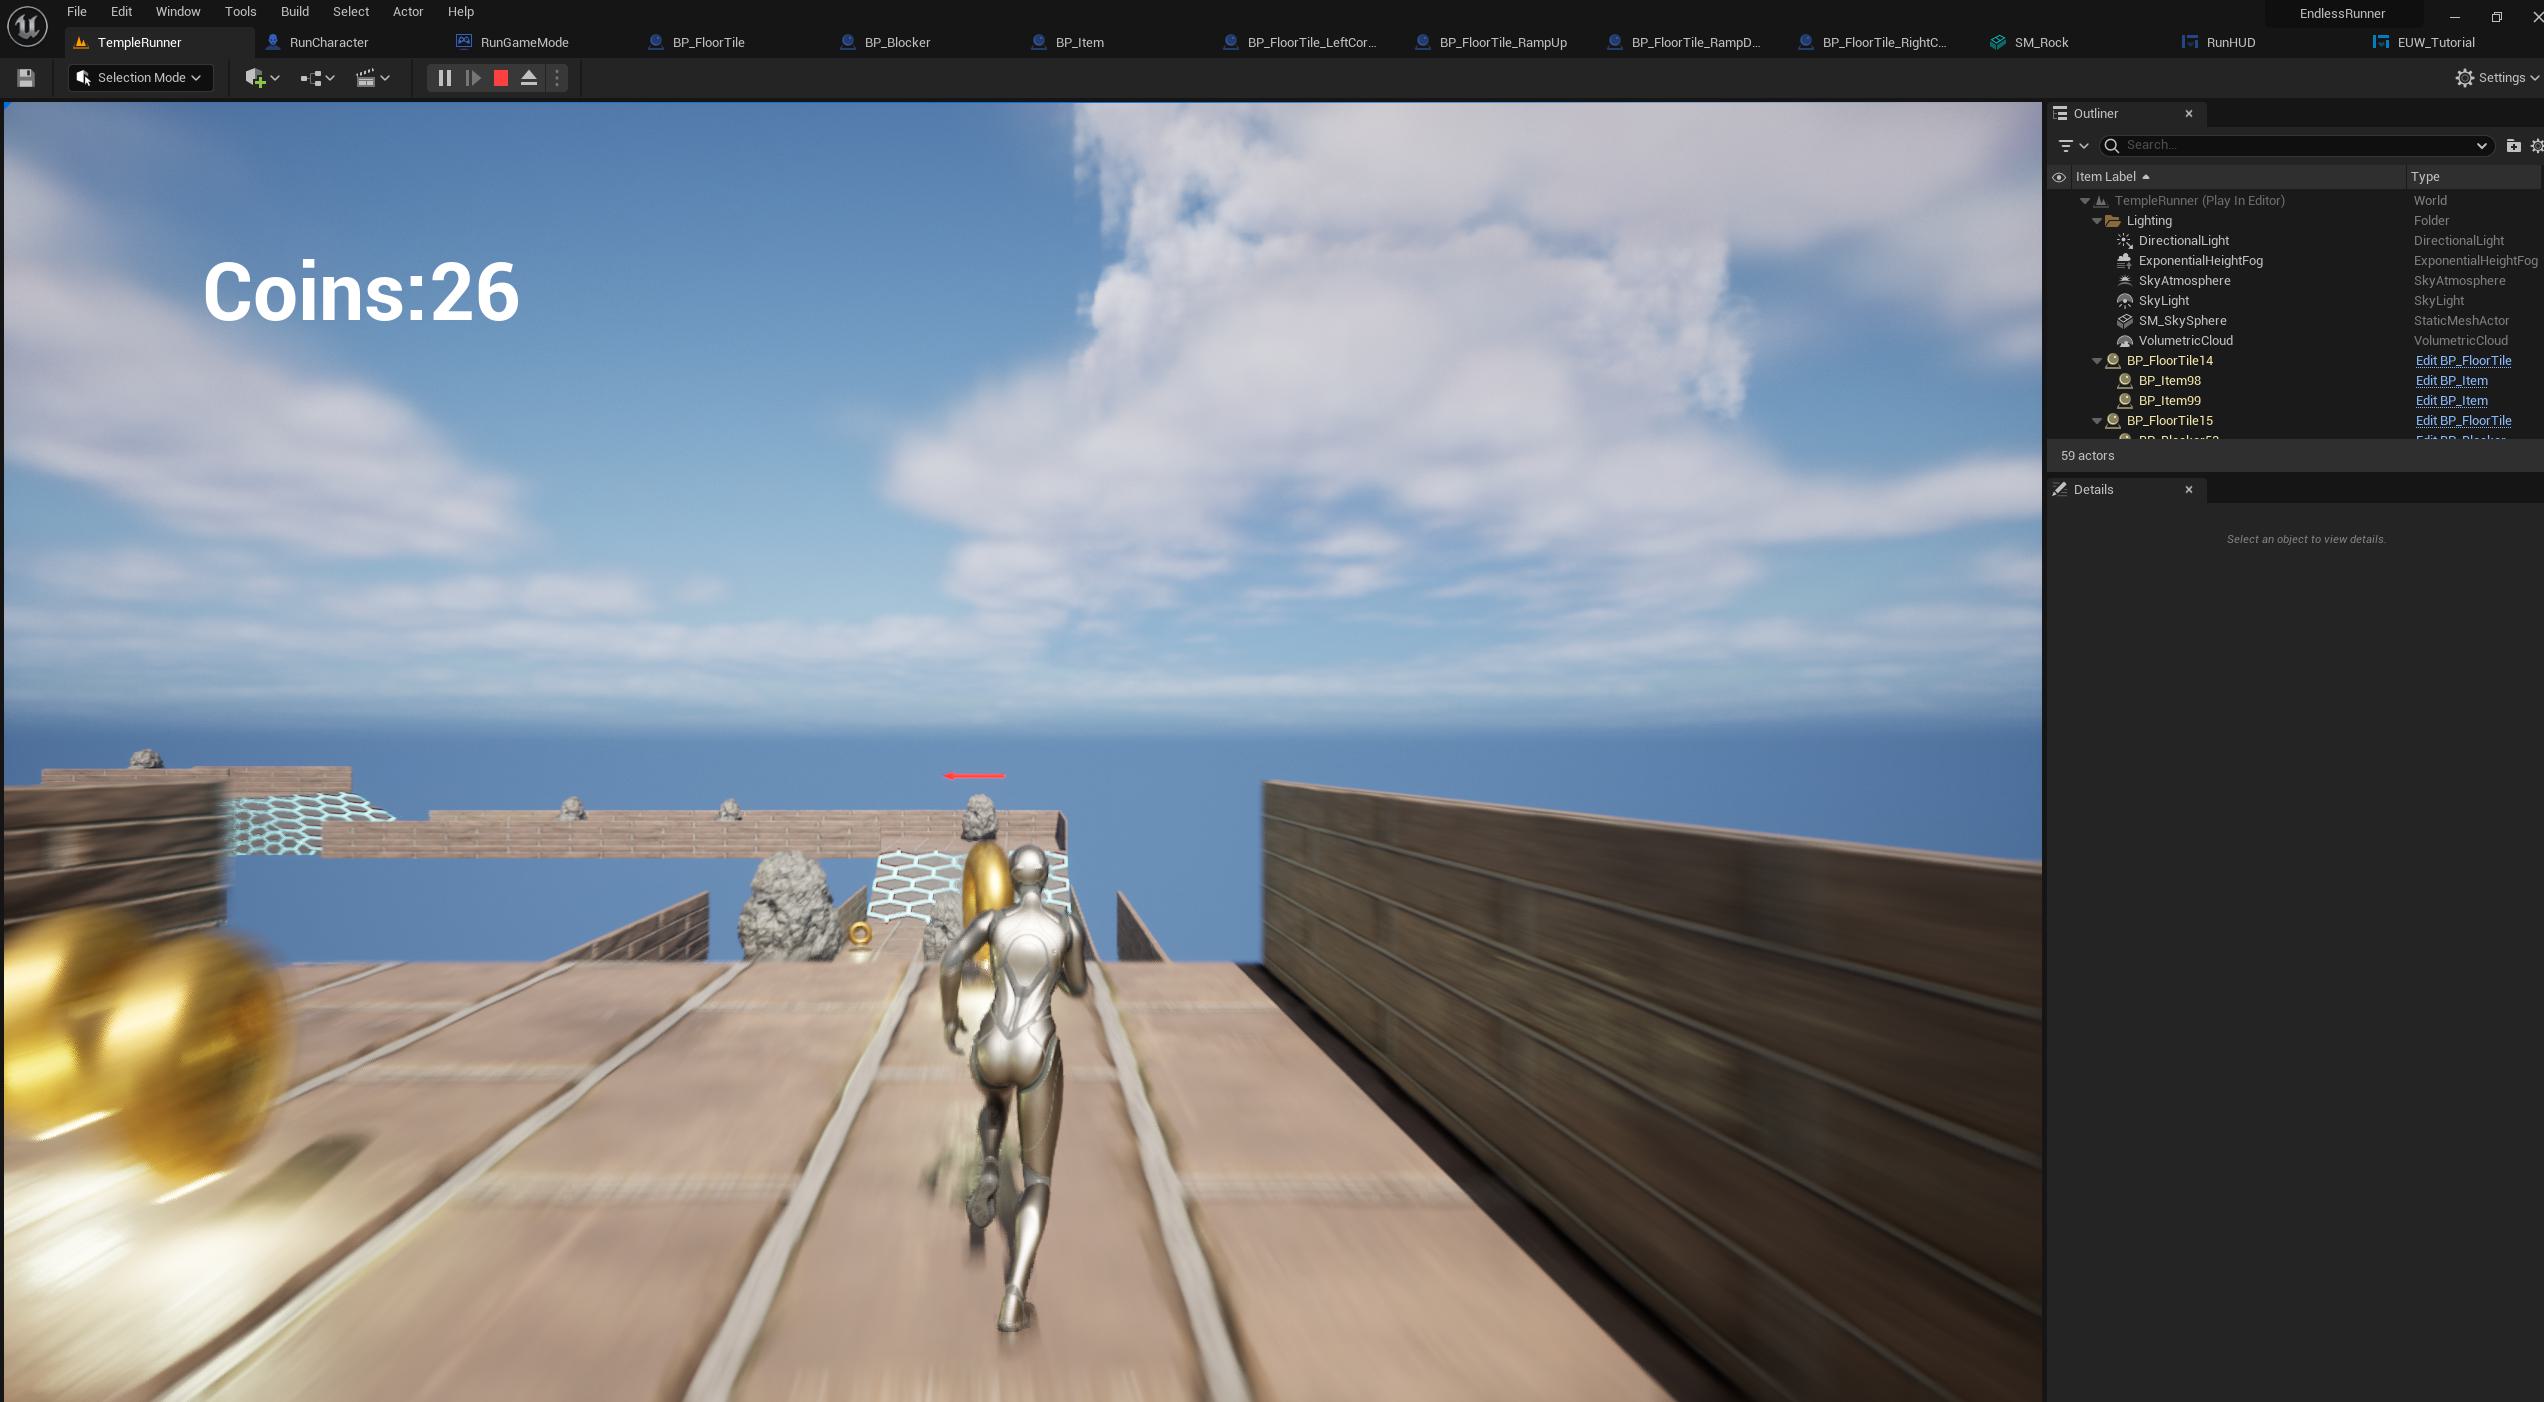 File Edit Window Tools Build Select Actor Help
EndlessRunner
TempleRunner RunCharacter RunGameMode BP_FloorTile BP_Blocker BP_Item BP_FloorTile_LeftCor... BP_FloorTile_RampUp BP_FloorTile_RampD... BP_FloorTile_RightC... SM_Rock RunHUD EUW_Tutorial
Selection Mode
Settings
Coins:26
Outliner
Search...
Item Label Type
TempleRunner (Play In Editor) World
Lighting Folder
DirectionalLight DirectionalLight
ExponentialHeightFog ExponentialHeightFog
SkyAtmosphere SkyAtmosphere
SkyLight SkyLight
SM_SkySphere StaticMeshActor
VolumetricCloud VolumetricCloud
BP_FloorTile14 Edit BP_FloorTile
BP_Item98 Edit BP_Item
BP_Item99 Edit BP_Item
BP_FloorTile15 Edit BP_FloorTile
59 actors
Details
Select an object to view details.